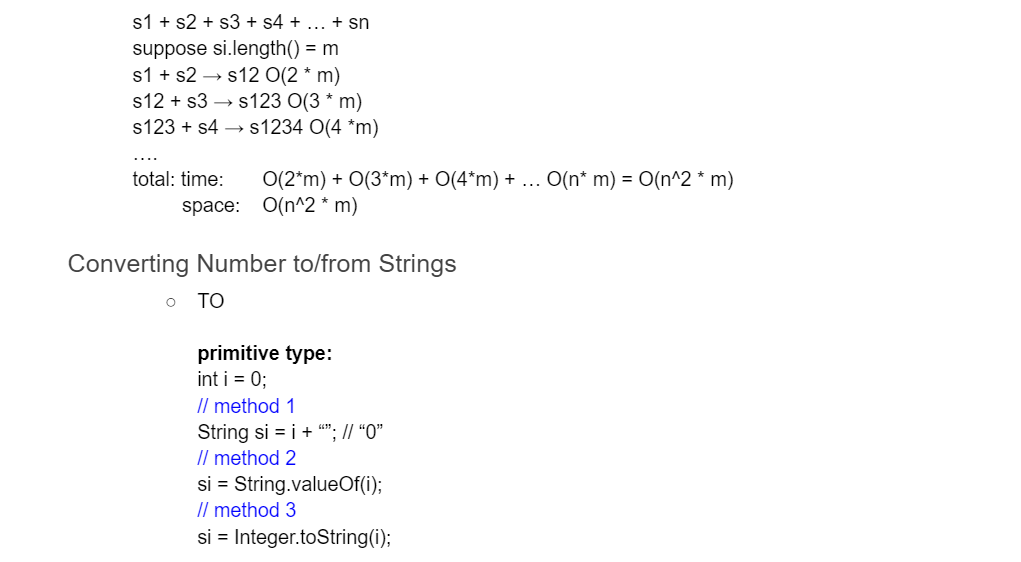 s1 + s2 + s3 + s4 + … + sn
suppose si.length() = m
s1 + s2 → s12 O(2 * m)
s12 + s3 → s123 O(3 * m)
s123 + s4 → s1234 O(4 *m)
….
total: time: O(2*m) + O(3*m) + O(4*m) + … O(n* m) = O(n^2 * m)
space: O(n^2 * m)
Converting Number to/from Strings
○ TO
primitive type:
int i = 0;
// method 1
String si = i + “”; // “0”
// method 2
si = String.valueOf(i);
// method 3
si = Integer.toString(i);